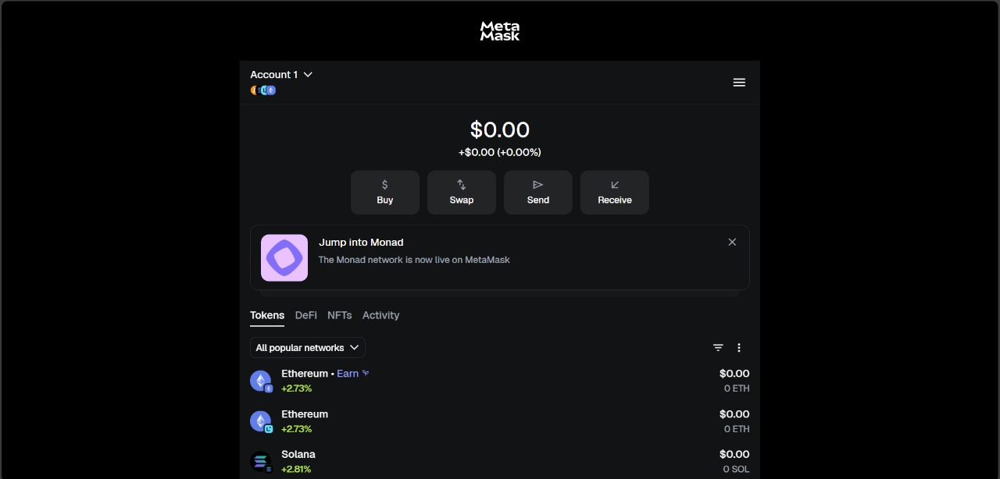 Meta
Mask
Account 1
$0.00
+$0.00 (+0.00%)
$
Buy
Swap
Send
Receive
Jump into Monad
The Monad network is now live on MetaMask
Tokens DeFi NFTs Activity
All popular networks
Ethereum • Earn $0.00
+2.73% 0 ETH
Ethereum $0.00
+2.73% 0 ETH
Solana $0.00
+2.81% 0 SOL